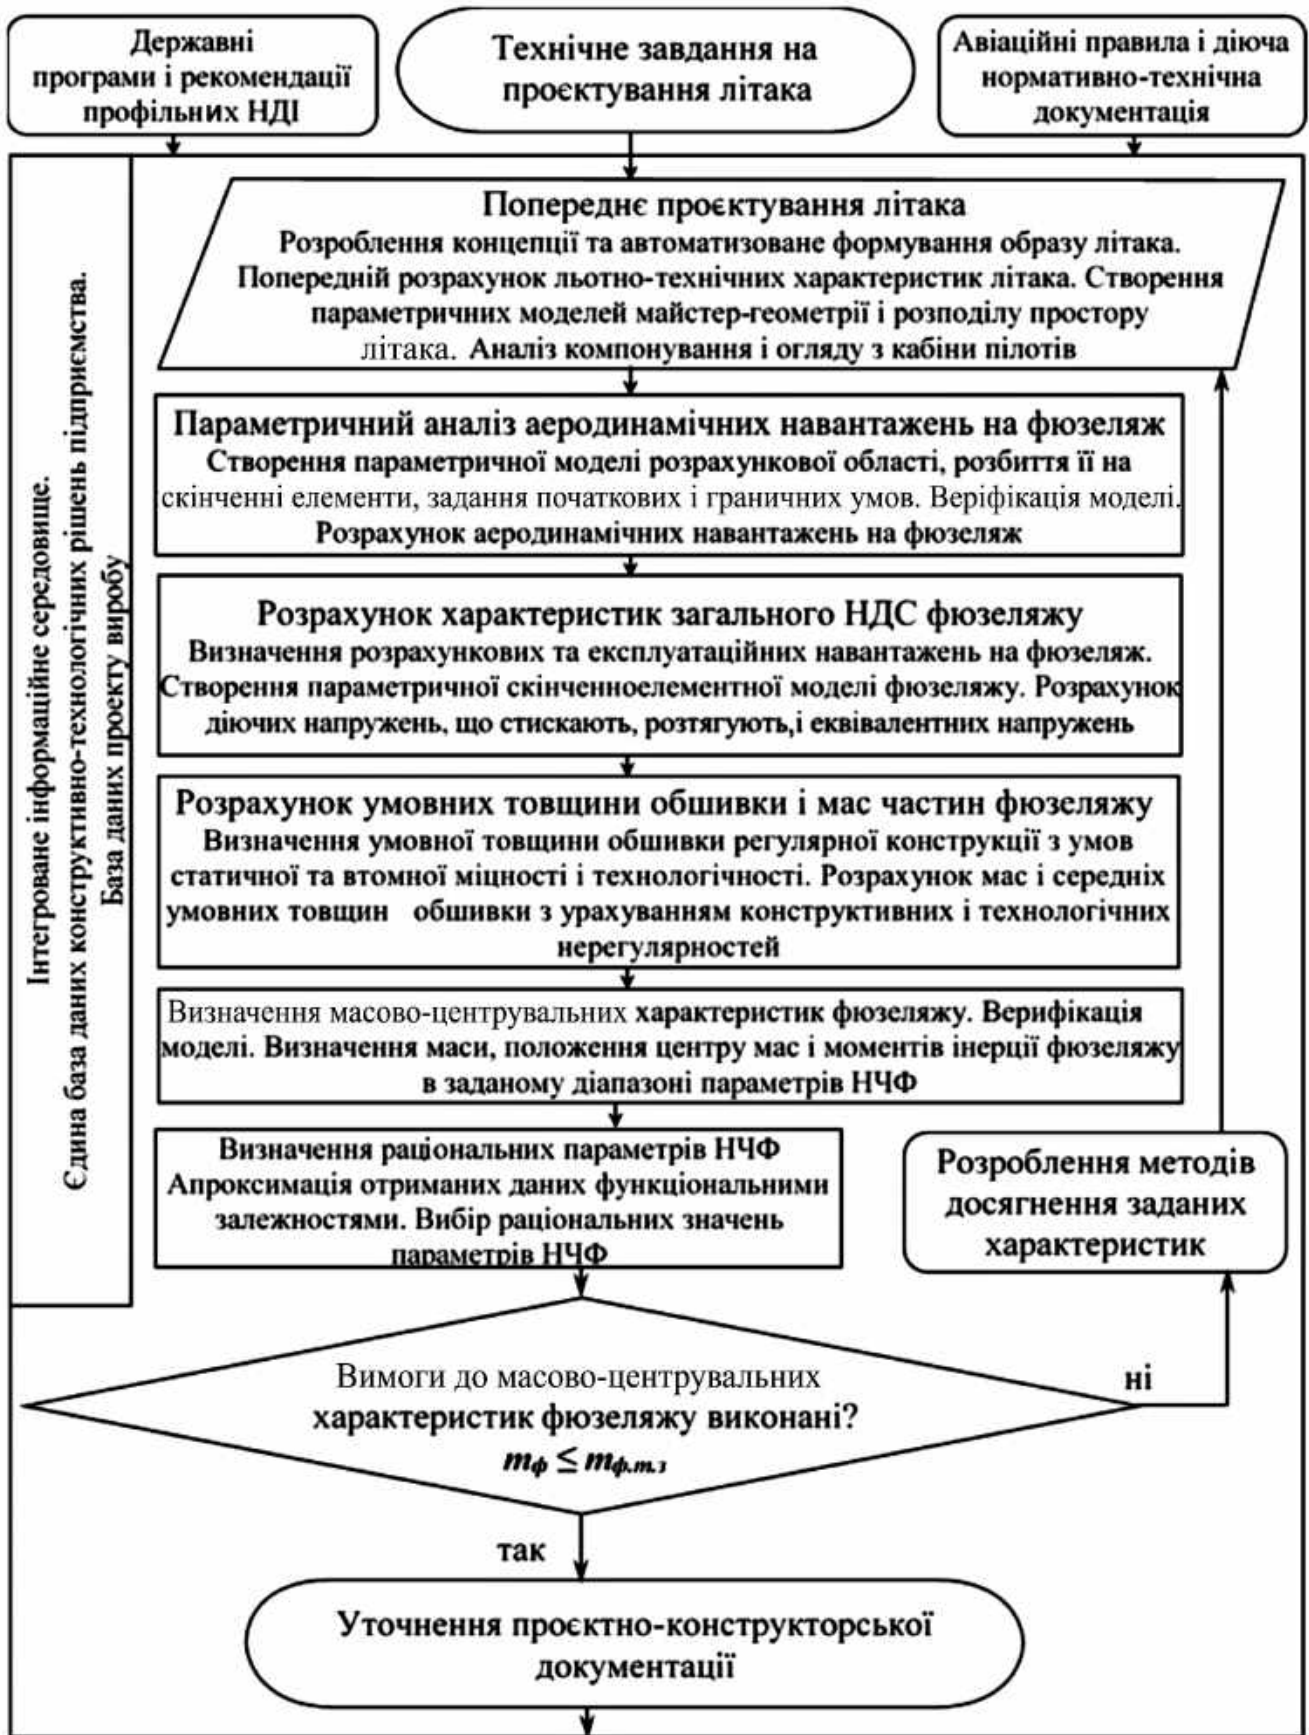 Державні
програми і рекомендації
профільних НДІ
Технічне завдання на
проєктування літака
Авіаційні правила і діюча
нормативно-технічна
документація
Інтегроване інформаційне середовище.
Єдина база даних конструктивно-технологічних рішень підприємства.
База даних проекту виробу
Попереднє проєктування літака
Розроблення концепції та автоматизоване формування образу літака.
Попередній розрахунок льотно-технічних характеристик літака. Створення
параметричних моделей майстер-геометрії і розподілу простору
літака. Аналіз компонування і огляду з кабіни пілотів
Параметричний аналіз аеродинамічних навантажень на фюзеляж
Створення параметричної моделі розрахункової області, розбиття її на
скінченні елементи, задання початкових і граничних умов. Веріфікація моделі.
Розрахунок аеродинамічних навантажень на фюзеляж
Розрахунок характеристик загального НДС фюзеляжу
Визначення розрахункових та експлуатаційних навантажень на фюзеляж.
Створення параметричної скінченноелементної моделі фюзеляжу. Розрахунок
діючих напружень, що стискають, розтягують,і еквівалентних напружень
Розрахунок умовних товщини обшивки і мас частин фюзеляжу
Визначення умовної товщини обшивки регулярної конструкції з умов
статичної та втомної міцності і технологічності. Розрахунок мас і середніх
умовних товщин обшивки з урахуванням конструктивних і технологічних
нерегулярностей
Визначення масово-центрувальних характеристик фюзеляжу. Верифікація
моделі. Визначення маси, положення центру мас і моментів інерції фюзеляжу
в заданому діапазоні параметрів НЧФ
Визначення раціональних параметрів НЧФ
Апроксимація отриманих даних функціональними
залежностями. Вибір раціональних значень
параметрів НЧФ
Розроблення методів
досягнення заданих
характеристик
Вимоги до масово-центрувальних
характеристик фюзеляжу виконані?
mф ≤ mф.т.з
ні
так
Уточнення проєктно-конструкторської
документації